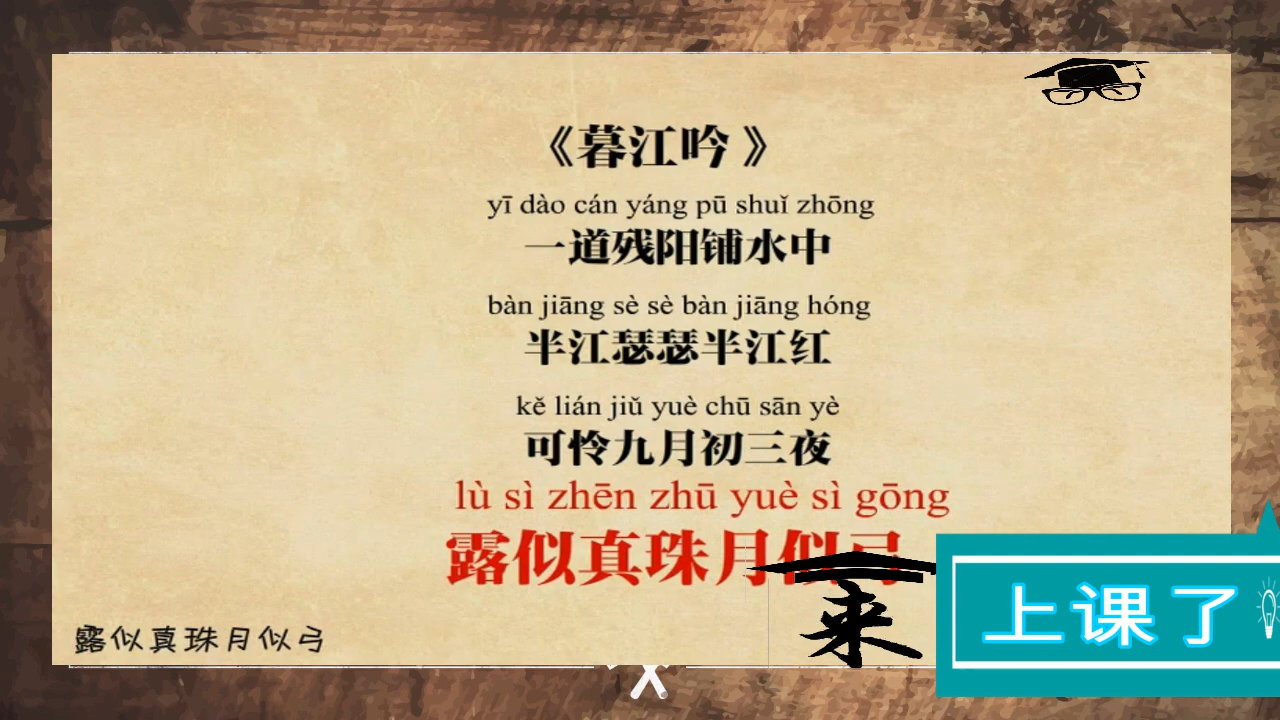 《暮江吟 》
yī dào cán yáng pū shuǐ zhōng
一道残阳铺水中
bàn jiāng sè sè bàn jiāng hóng
半江瑟瑟半江红
kě lián jiǔ yuè chū sān yè
可怜九月初三夜
lù sì zhēn zhū yuè sì gōng
露似真珠月似弓
来
上课了
露似真珠月似弓